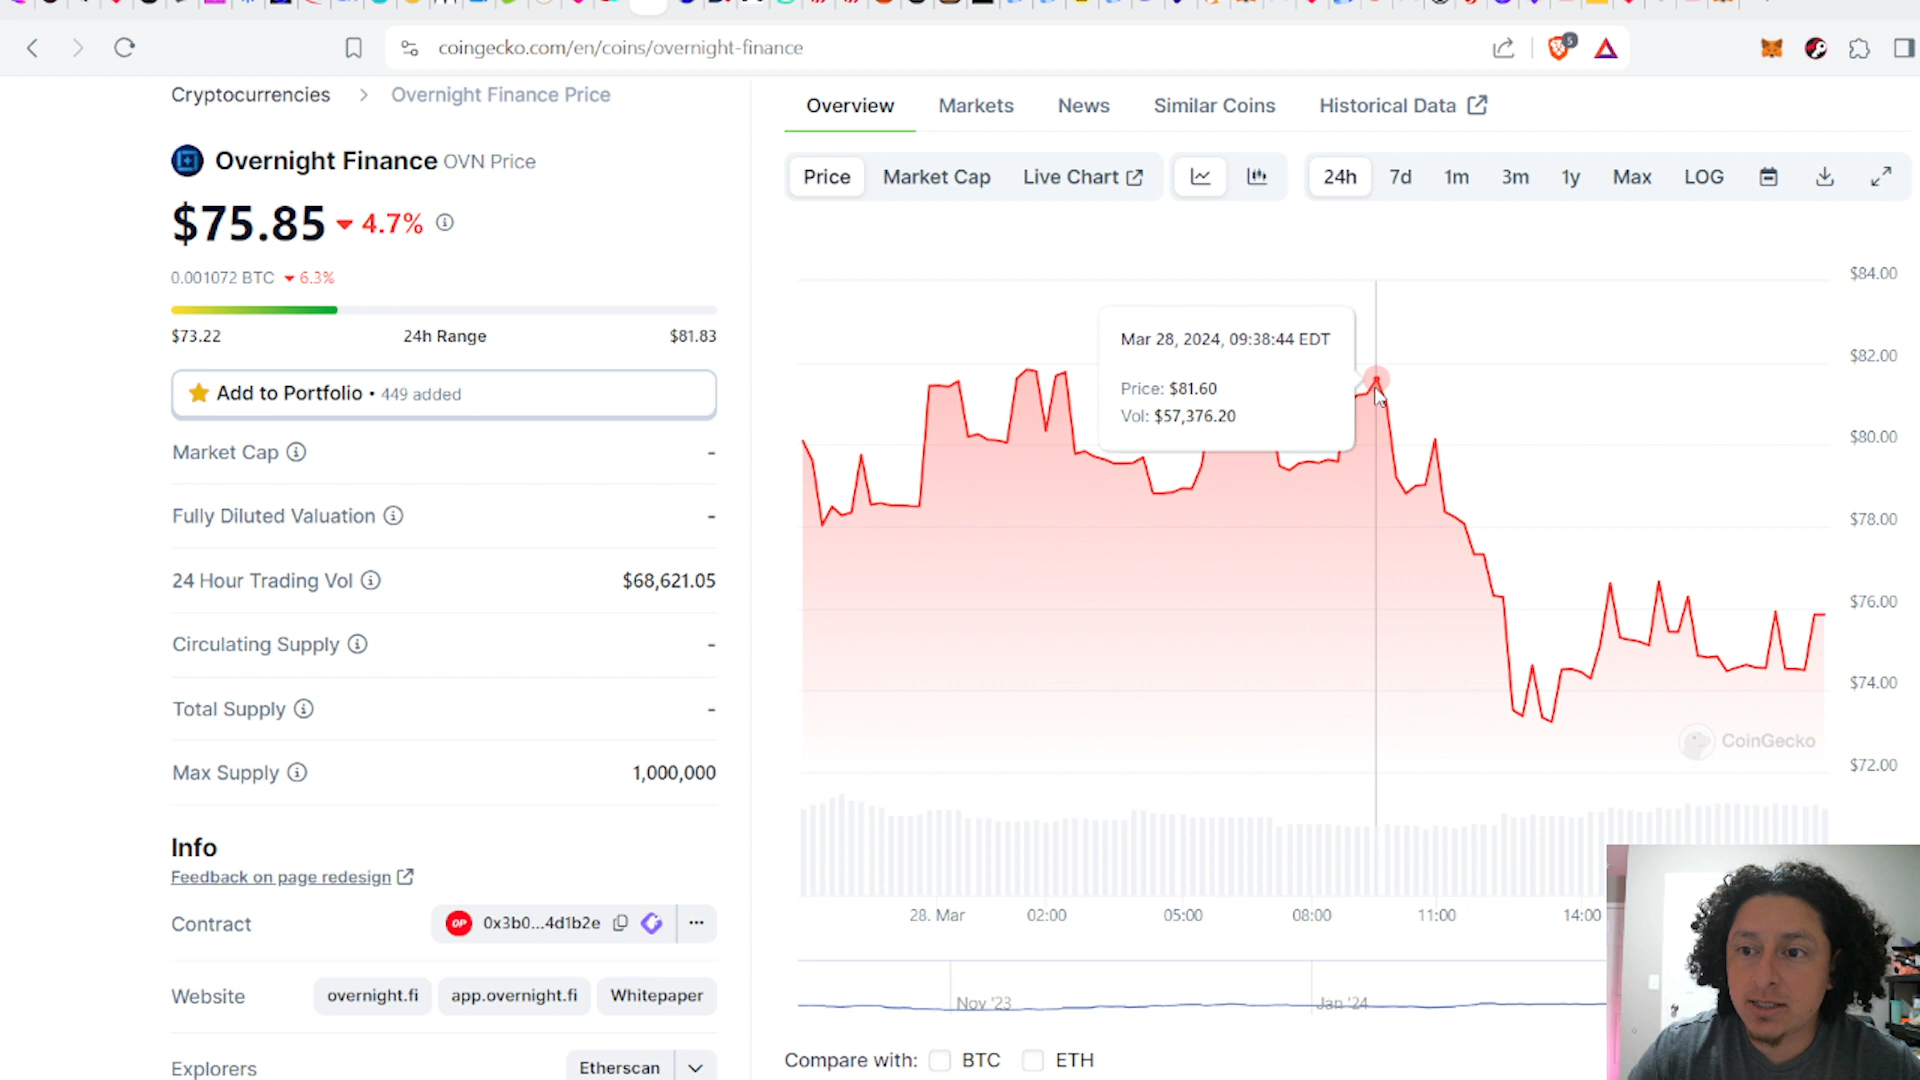 coingecko.com/en/coins/overnight-finance
5
Cryptocurrencies > Overnight Finance Price
Overnight Finance OVN Price
$75.85 4.7%
0.001072 BTC 6.3%
$73.22 24h Range $81.83
Add to Portfolio • 449 added
Market Cap -
Fully Diluted Valuation -
24 Hour Trading Vol $68,621.05
Circulating Supply -
Total Supply -
Max Supply 1,000,000
Info
Feedback on page redesign
Contract OP 0x3b0...4d1b2e ...
Website overnight.fi app.overnight.fi Whitepaper
Explorers Etherscan
Overview Markets News Similar Coins Historical Data
Price Market Cap Live Chart 24h 7d 1m 3m 1y Max LOG
$84.00
$82.00
$80.00
$78.00
$76.00
$74.00
$72.00
Mar 28, 2024, 09:38:44 EDT
Price: $81.60
Vol: $57,376.20
CoinGecko
28. Mar 02:00 05:00 08:00 11:00 14:00
Nov '23 Jan '24
Compare with: BTC ETH